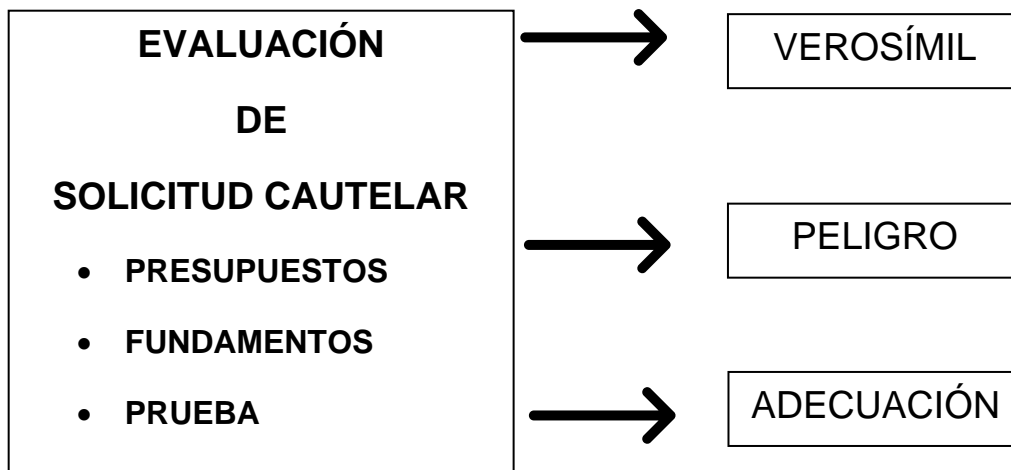 EVALUACIÓN
DE
SOLICITUD CAUTELAR
• PRESUPUESTOS
• FUNDAMENTOS
• PRUEBA
VEROSÍMIL
PELIGRO
ADECUACIÓN